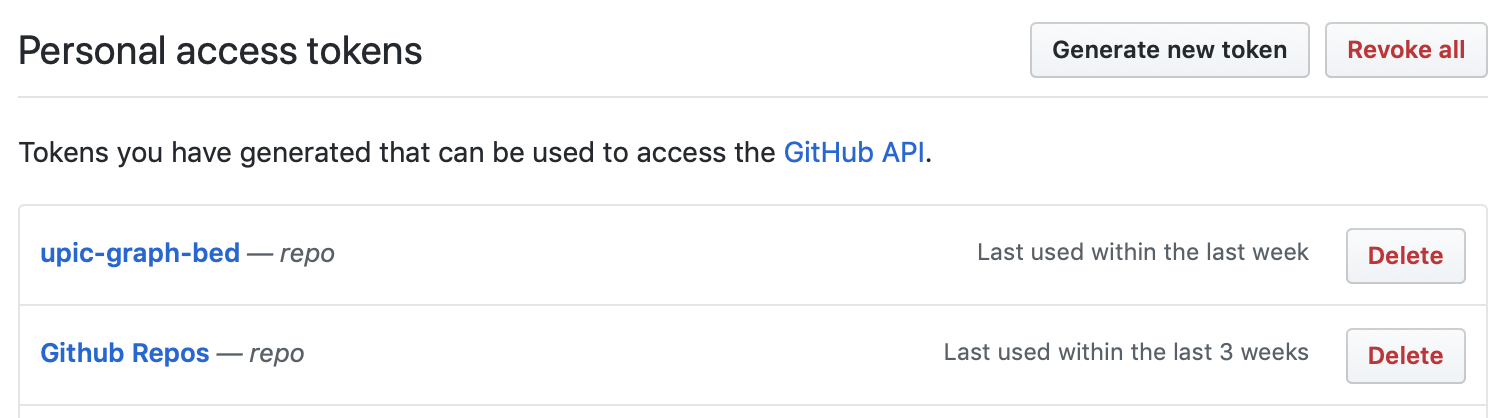 Personal access tokens
Generate new token
Revoke all
Tokens you have generated that can be used to access the GitHub API.
upic-graph-bed — repo
Last used within the last week
Delete
Github Repos — repo
Last used within the last 3 weeks
Delete